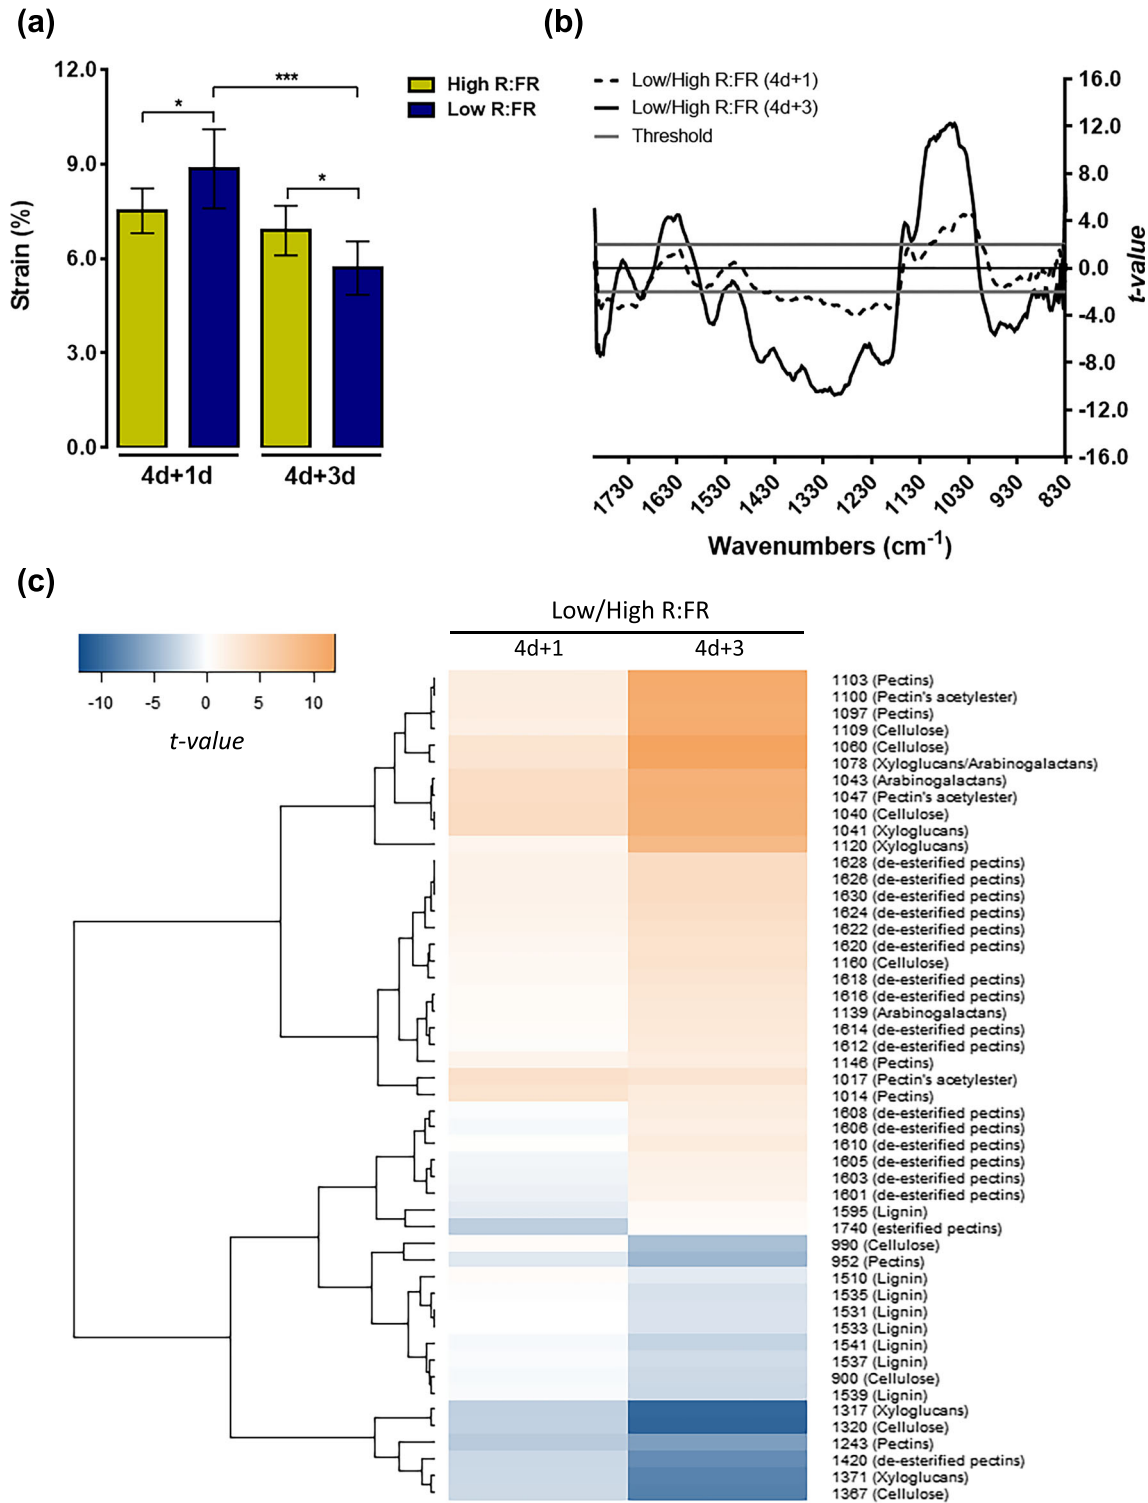 (a)
12.0
9.0
6.0
3.0
0.0
Strain (%)
*
***
*
High R:FR
Low R:FR
4d+1d
4d+3d
(b)
Low/High R:FR (4d+1)
Low/High R:FR (4d+3)
Threshold
16.0
12.0
8.0
4.0
0.0
-4.0
-8.0
-12.0
-16.0
t-value
1730
1630
1530
1430
1330
1230
1130
1030
930
830
Wavenumbers (cm-1)
(c)
-10
-5
0
5
10
t-value
Low/High R:FR
4d+1
4d+3
1103 (Pectins)
1100 (Pectin's acetylester)
1097 (Pectins)
1109 (Cellulose)
1060 (Cellulose)
1078 (Xyloglucans/Arabinogalactans)
1043 (Arabinogalactans)
1047 (Pectin's acetylester)
1040 (Cellulose)
1041 (Xyloglucans)
1120 (Xyloglucans)
1628 (de-esterified pectins)
1626 (de-esterified pectins)
1630 (de-esterified pectins)
1624 (de-esterified pectins)
1622 (de-esterified pectins)
1620 (de-esterified pectins)
1160 (Cellulose)
1618 (de-esterified pectins)
1616 (de-esterified pectins)
1139 (Arabinogalactans)
1614 (de-esterified pectins)
1612 (de-esterified pectins)
1146 (Pectins)
1017 (Pectin's acetylester)
1014 (Pectins)
1608 (de-esterified pectins)
1606 (de-esterified pectins)
1610 (de-esterified pectins)
1605 (de-esterified pectins)
1603 (de-esterified pectins)
1601 (de-esterified pectins)
1595 (Lignin)
1740 (esterified pectins)
990 (Cellulose)
952 (Pectins)
1510 (Lignin)
1535 (Lignin)
1531 (Lignin)
1533 (Lignin)
1541 (Lignin)
1537 (Lignin)
900 (Cellulose)
1539 (Lignin)
1317 (Xyloglucans)
1320 (Cellulose)
1243 (Pectins)
1420 (de-esterified pectins)
1371 (Xyloglucans)
1367 (Cellulose)